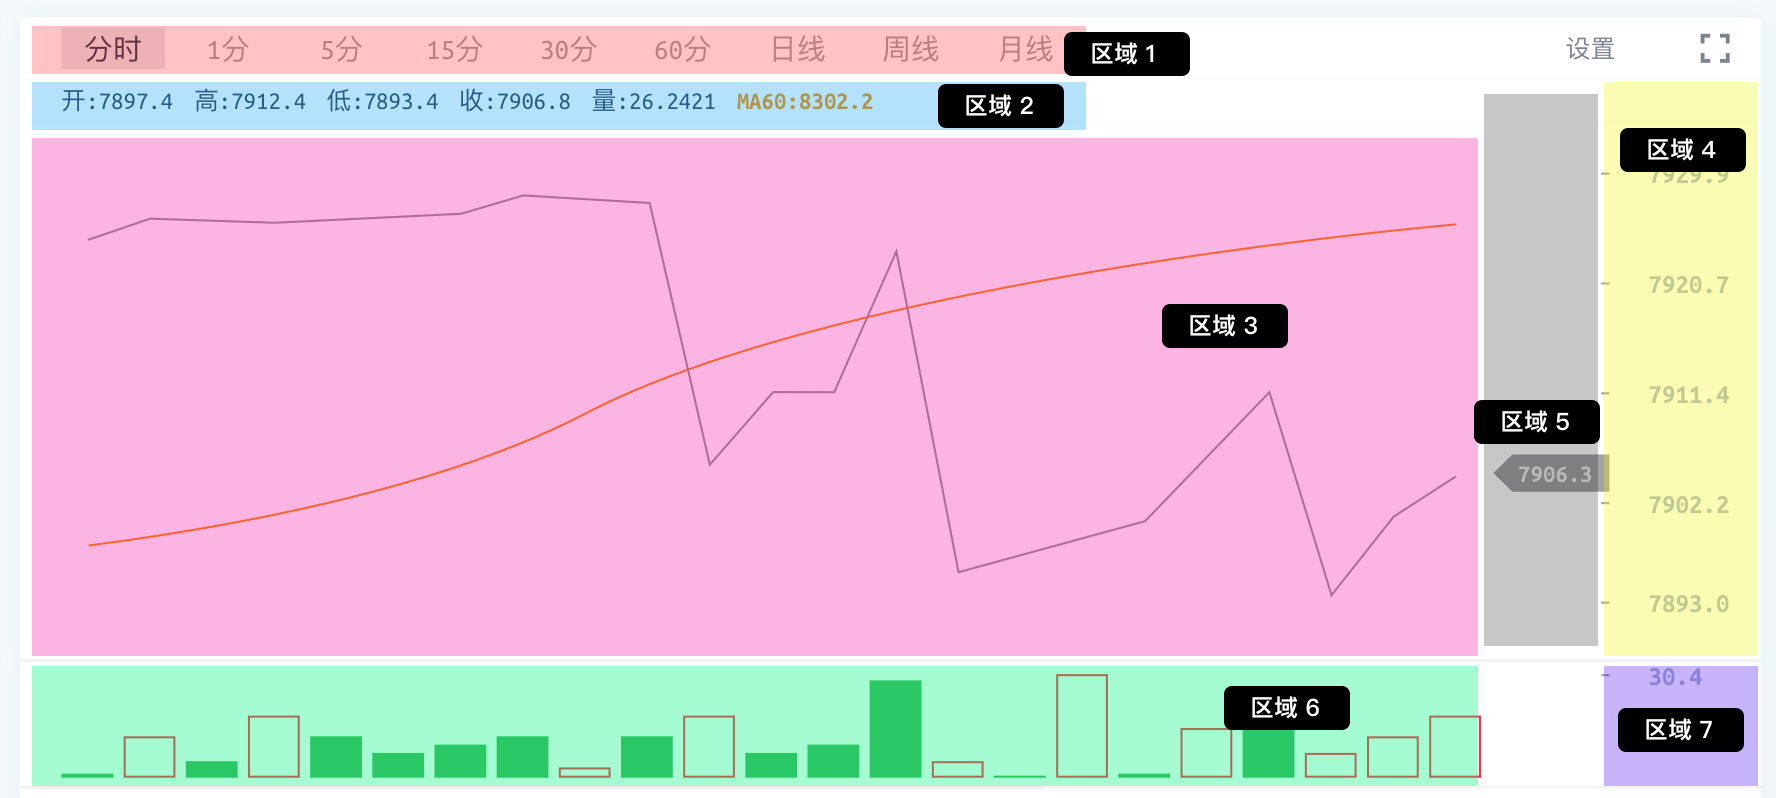 分时 1分 5分 15分 30分 60分 日线 周线 月线 区域 1 设置
开:7897.4 高:7912.4 低:7893.4 收:7906.8 量:26.2421 MA60:8302.2 区域 2
区域 4
7929.9
7920.7
区域 3
7911.4
区域 5
7906.3
7902.2
7893.0
30.4
区域 6
区域 7